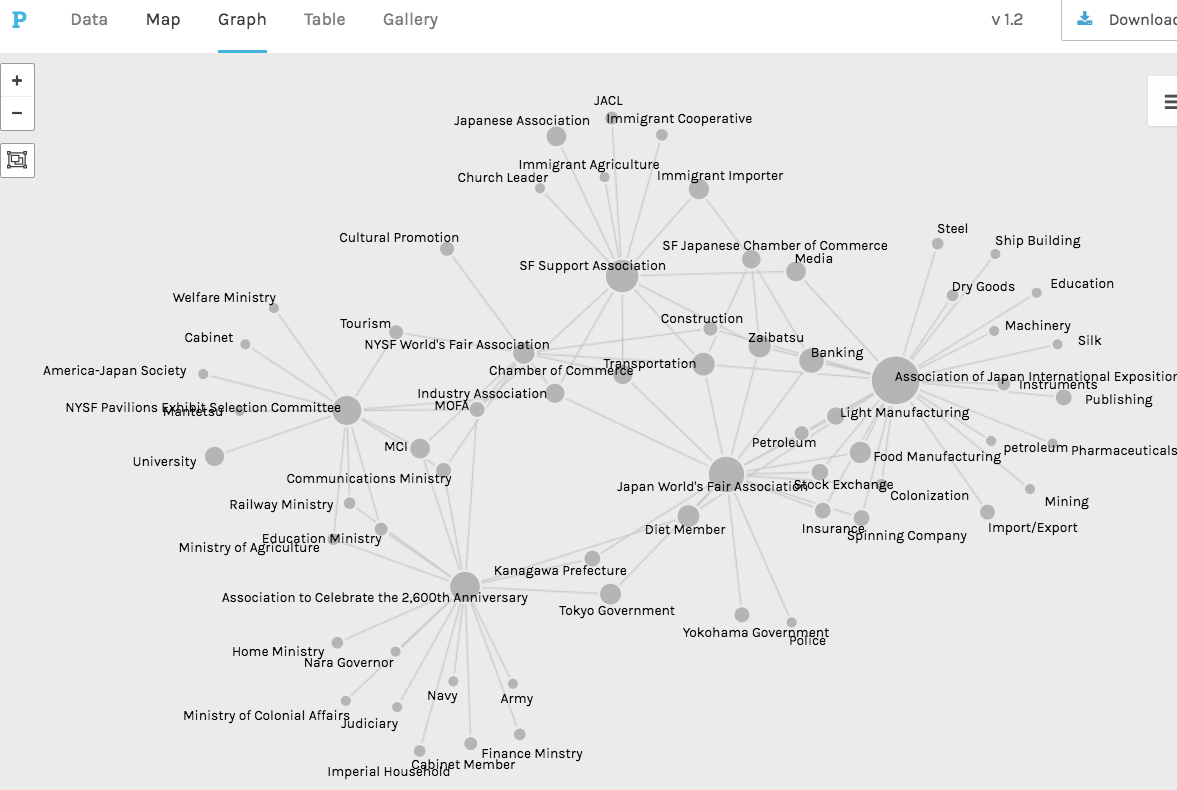 P Data Map Graph Table Gallery v 1.2 Download
+
−
JACL
Japanese Association
Immigrant Cooperative
Immigrant Agriculture
Church Leader
Immigrant Importer
Cultural Promotion
SF Japanese Chamber of Commerce
Media
SF Support Association
Steel
Ship Building
Dry Goods
Education
Welfare Ministry
Tourism
Construction
Machinery
Cabinet
NYSF World's Fair Association
Zaibatsu
Silk
Banking
America-Japan Society
Chamber of Commerce
Transportation
Association of Japan International Exposition
Instruments
Industry Association
Publishing
NYSF Pavilions Exhibit Selection Committee
Mantetsu
MOFA
Light Manufacturing
MCI
Petroleum
petroleum
Pharmaceuticals
University
Food Manufacturing
Communications Ministry
Japan World's Fair Association
Stock Exchange
Colonization
Mining
Railway Ministry
Diet Member
Insurance
Spinning Company
Import/Export
Education Ministry
Ministry of Agriculture
Kanagawa Prefecture
Association to Celebrate the 2,600th Anniversary
Tokyo Government
Yokohama Government
Police
Home Ministry
Nara Governor
Navy
Army
Ministry of Colonial Affairs
Judiciary
Finance Minstry
Cabinet Member
Imperial Household